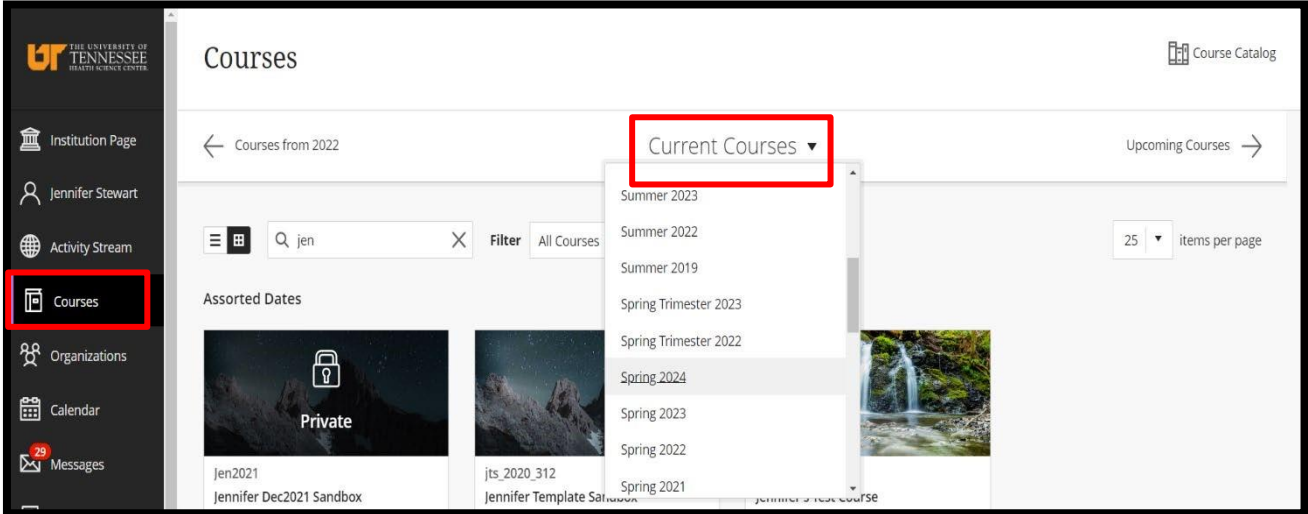 THE UNIVERSITY OF
TENNESSEE
HEALTH SCIENCE CENTER
Institution Page
Jennifer Stewart
Activity Stream
Courses
Organizations
Calendar
29
Messages
Courses
Course Catalog
Courses from 2022
Current Courses
Upcoming Courses
jen
Filter
All Courses
25
items per page
Summer 2023
Summer 2022
Summer 2019
Spring Trimester 2023
Spring Trimester 2022
Spring 2024
Spring 2023
Spring 2022
Spring 2021
Assorted Dates
Private
Jen2021
Jennifer Dec2021 Sandbox
jts_2020_312
Jennifer Template
Test Course